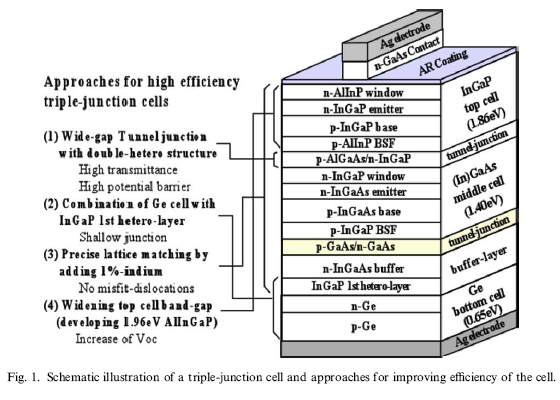 Ag electrode
n-GaAs Contact
AR Coating
Approaches for high efficiency
triple-junction cells
(1) Wide-gap Tunnel junction
with double-hetero structure
High transmittance
High potential barrier
(2) Combination of Ge cell with
InGaP 1st hetero-layer
Shallow junction
(3) Precise lattice matching by
adding 1%-indium
No misfit-dislocations
(4) Widening top cell band-gap
(developing 1.96eV AlInGaP)
Increase of Voc
n-AlInP window
n-InGaP emitter
p-InGaP base
p-AlInP BSF
p-AlGaAs/n-InGaP
n-InGaP window
n-InGaAs emitter
p-InGaAs base
p-InGaP BSF
p-GaAs/n-GaAs
n-InGaAs buffer
InGaP 1st hetero-layer
n-Ge
p-Ge
InGaP
top cell
(1.86eV)
tunnel-junction
(In)GaAs
middle cell
(1.40eV)
tunnel-junction
buffer-layer
Ge
bottom cell
(0.65eV)
Ag electrode
Fig. 1. Schematic illustration of a triple-junction cell and approaches for improving efficiency of the cell.